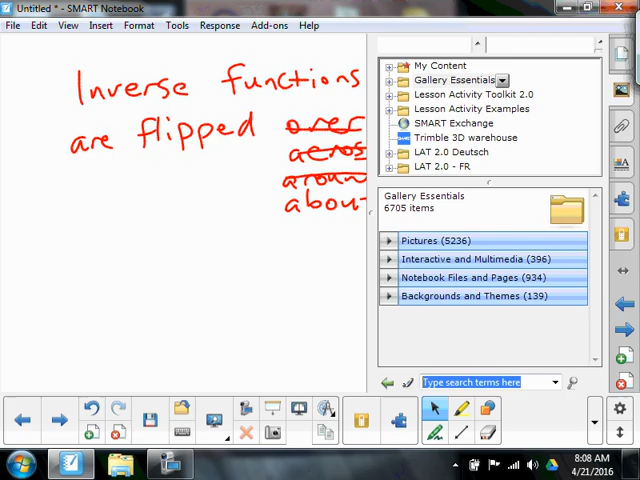 Untitled * - SMART Notebook
File Edit View Insert Format Tools Response Add-ons Help
Inverse functions
are flipped over
aeros
aroun
about
My Content
Gallery Essentials
Lesson Activity Toolkit 2.0
Lesson Activity Examples
SMART Exchange
Trimble 3D warehouse
LAT 2.0 Deutsch
LAT 2.0 - FR
Gallery Essentials
6705 items
Pictures (5236)
Interactive and Multimedia (396)
Notebook Files and Pages (934)
Backgrounds and Themes (139)
Type search terms here
8:08 AM
4/21/2016